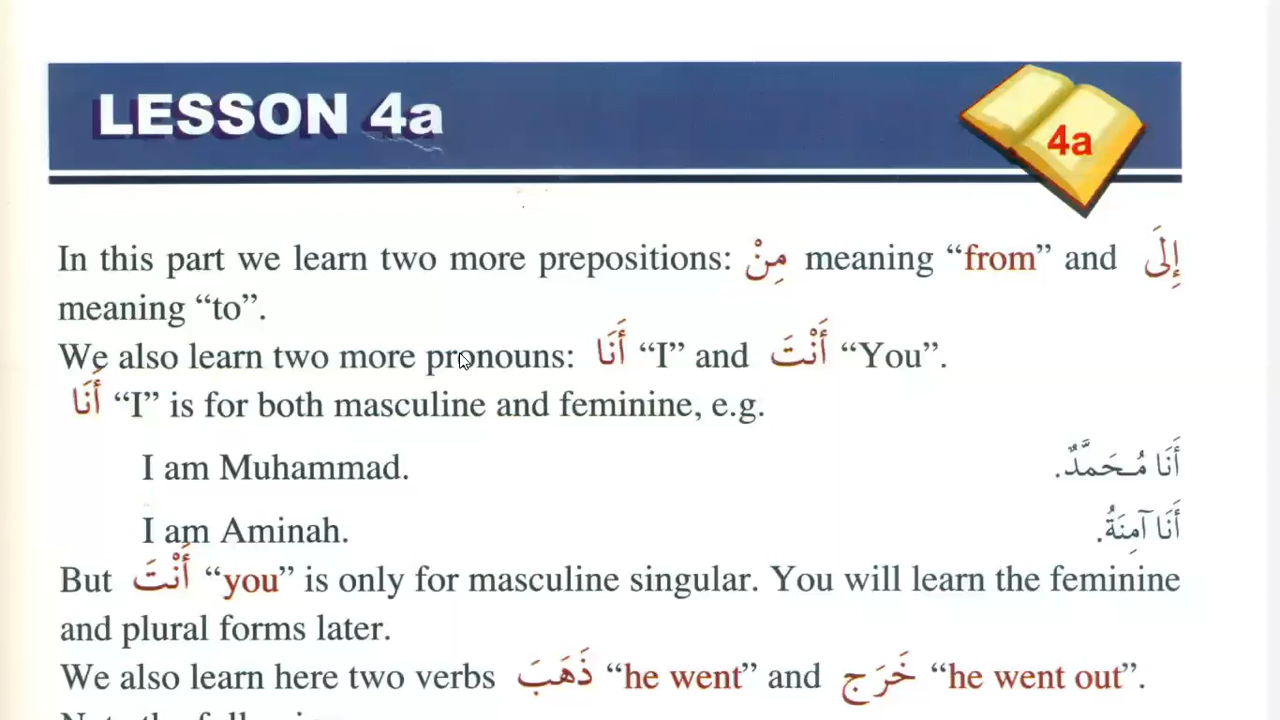 LESSON 4a
4a
In this part we learn two more prepositions: مِنْ meaning “from” and إِلَى
meaning “to”.
We also learn two more pronouns: أَنَا “I” and أَنْتَ “You”.
أَنَا “I” is for both masculine and feminine, e.g.
I am Muhammad. أَنَا مُحَمَّدٌ.
I am Aminah. أَنَا آمِنَةُ.
But أَنْتَ “you” is only for masculine singular. You will learn the feminine
and plural forms later.
We also learn here two verbs ذَهَبَ “he went” and خَرَج “he went out”.